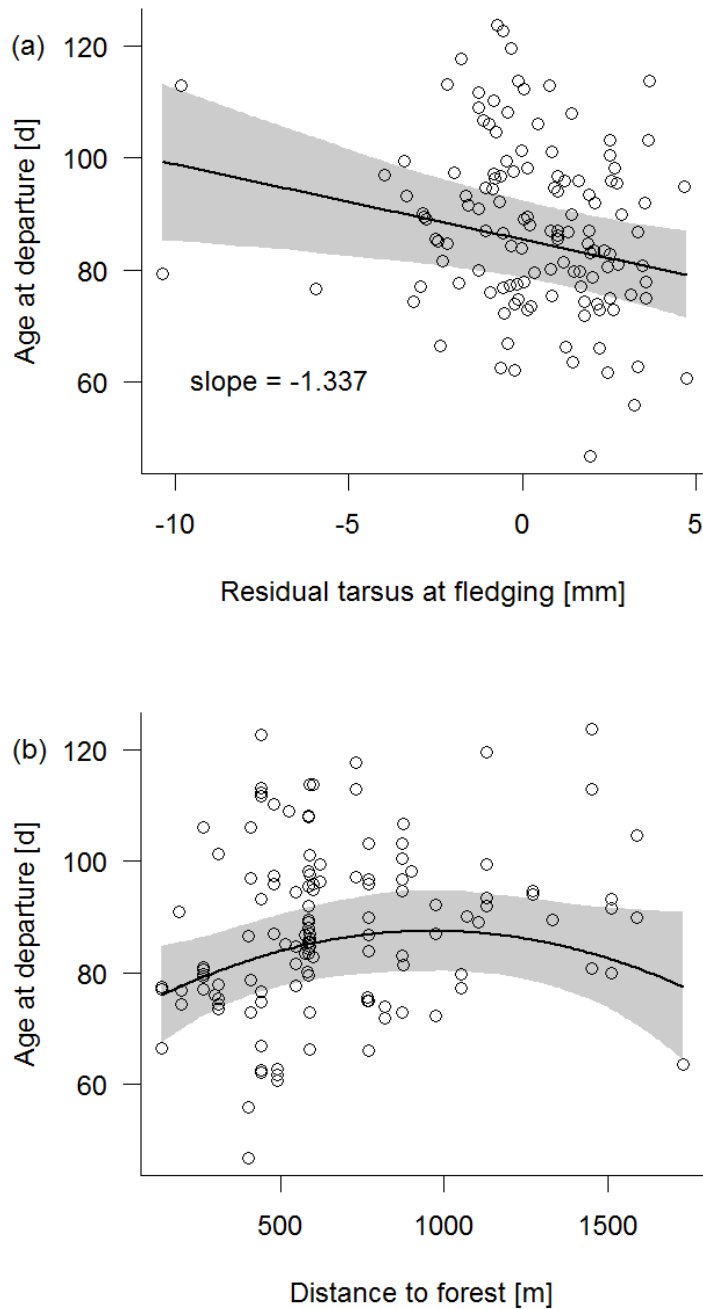 (a)
120
100
80
60
Age at departure [d]
slope = -1.337
-10 -5 0 5
Residual tarsus at fledging [mm]
(b)
120
100
80
60
Age at departure [d]
500 1000 1500
Distance to forest [m]